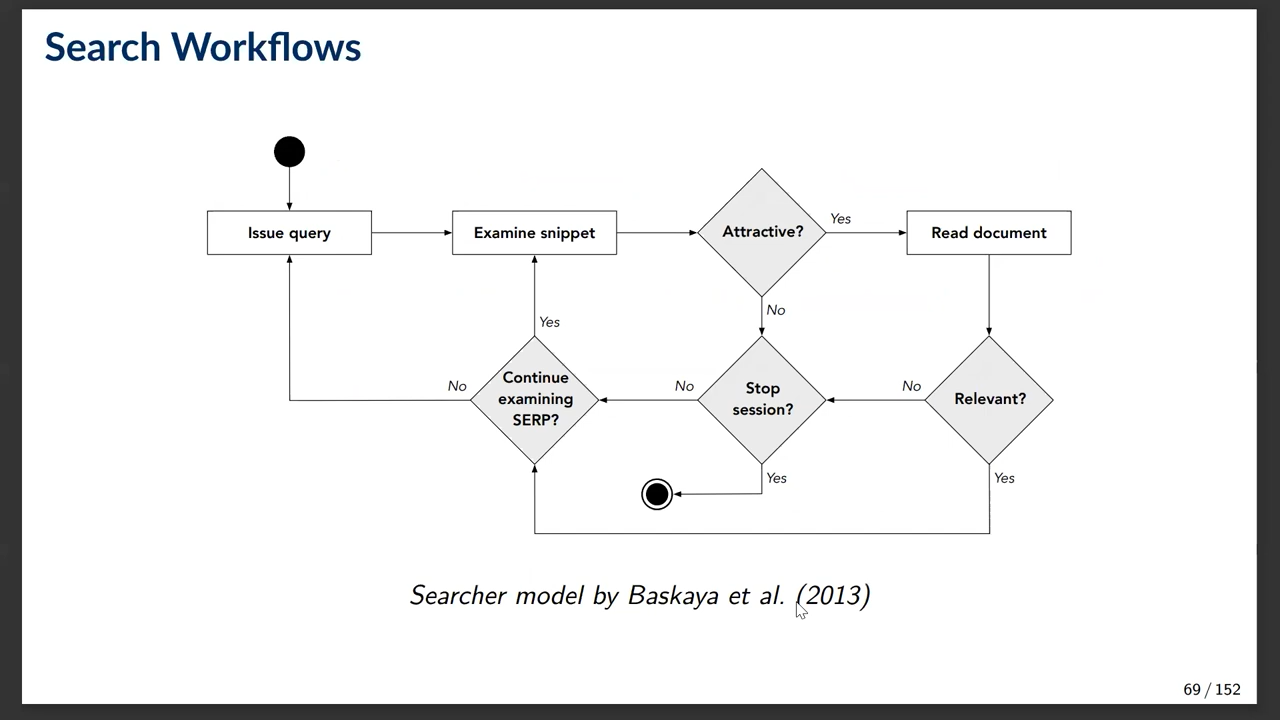 Search Workflows
Issue query
Examine snippet
Attractive?
Yes
Read document
No
Yes
Continue
examining
SERP?
No
Stop
session?
No
Relevant?
No
Yes
Yes
Searcher model by Baskaya et al. (2013)
69 / 152